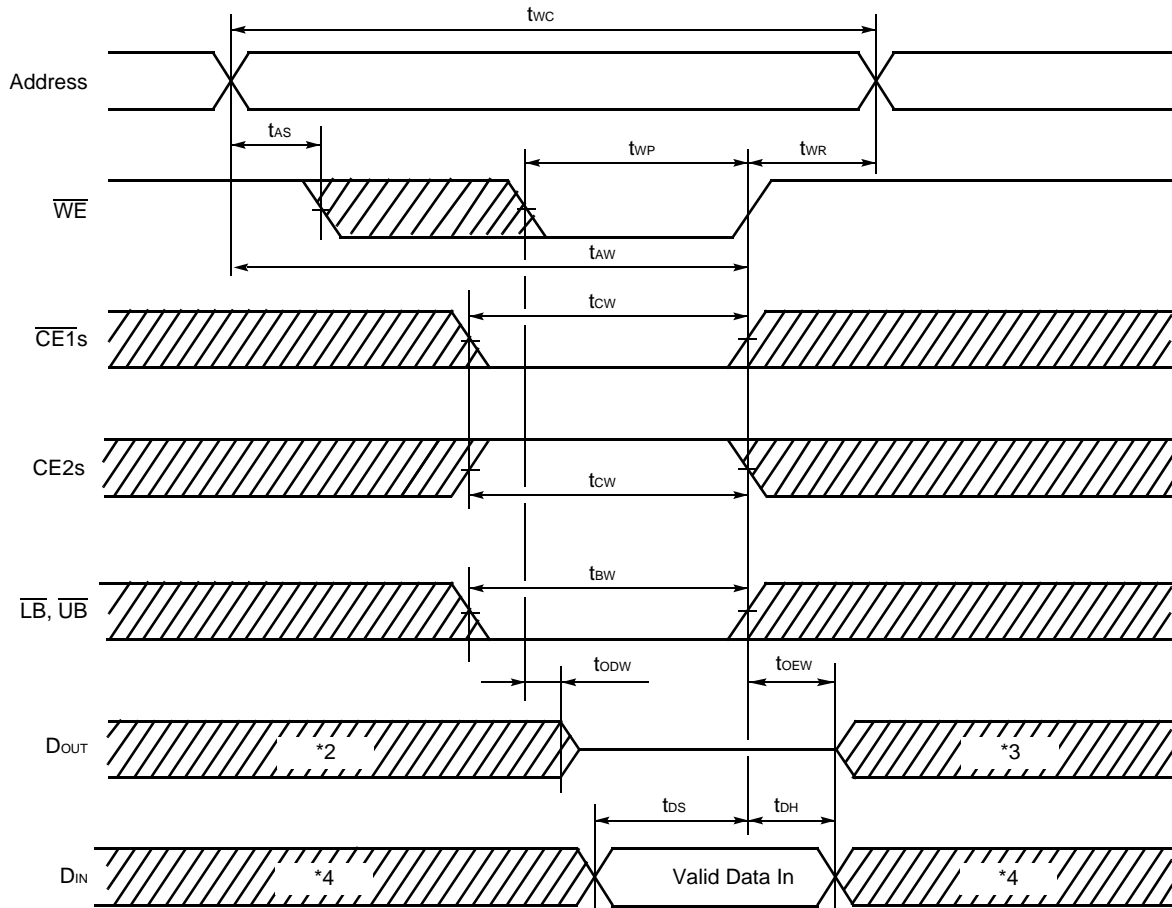 tWC
Address
tAS
tWP
tWR
WE
tAW
tCW
CE1s
CE2s
tCW
tBW
LB, UB
tODW
tOEW
DOUT
*2
*3
tDS
tDH
DIN
*4
Valid Data In
*4